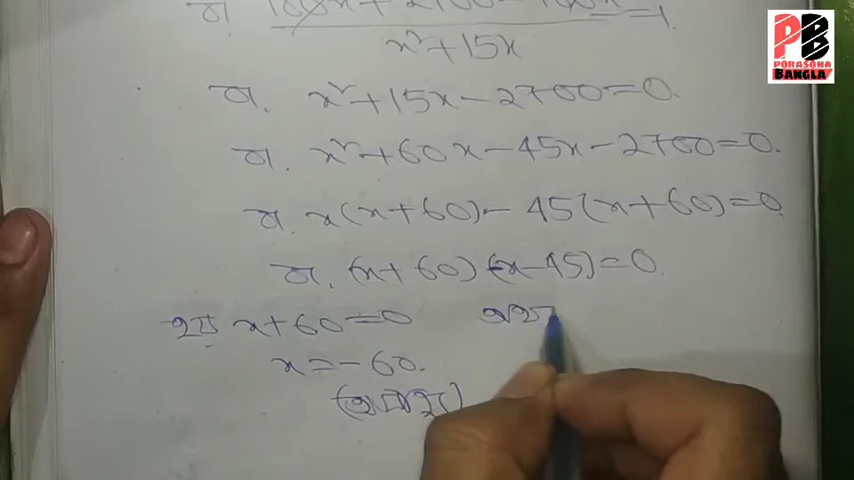 PB
PORASONA
BANGLA
বা. = 1.
x² + 15x
বা. x² + 15x - 2700 = 0.
বা. x² + 60x - 45x - 2700 = 0.
বা. x(x + 60) - 45(x + 60) = 0.
বা. (x + 60) (x - 45) = 0.
হয় x + 60 = 0
x = - 60.